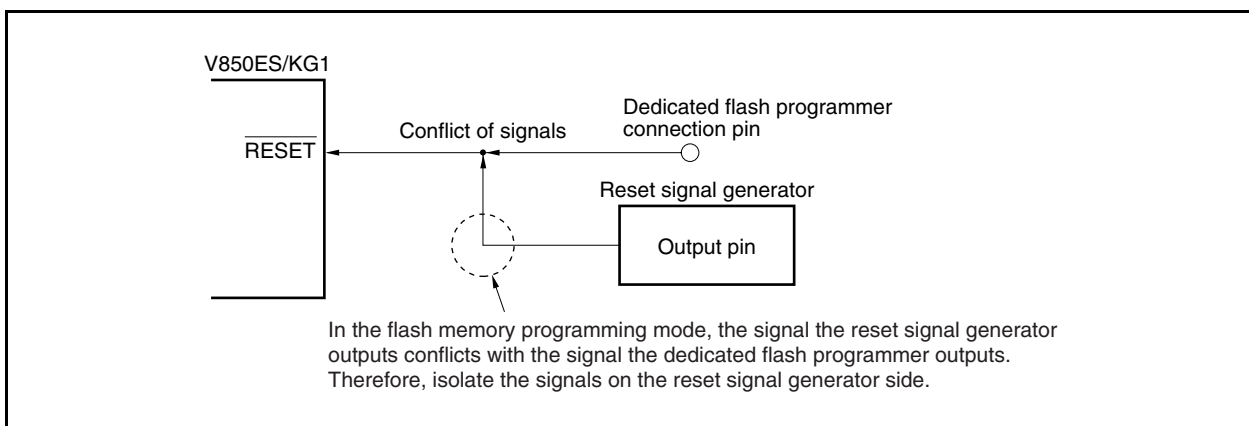 V850ES/KG1
RESET
Conflict of signals
Dedicated flash programmer
connection pin
Reset signal generator
Output pin
In the flash memory programming mode, the signal the reset signal generator
outputs conflicts with the signal the dedicated flash programmer outputs.
Therefore, isolate the signals on the reset signal generator side.